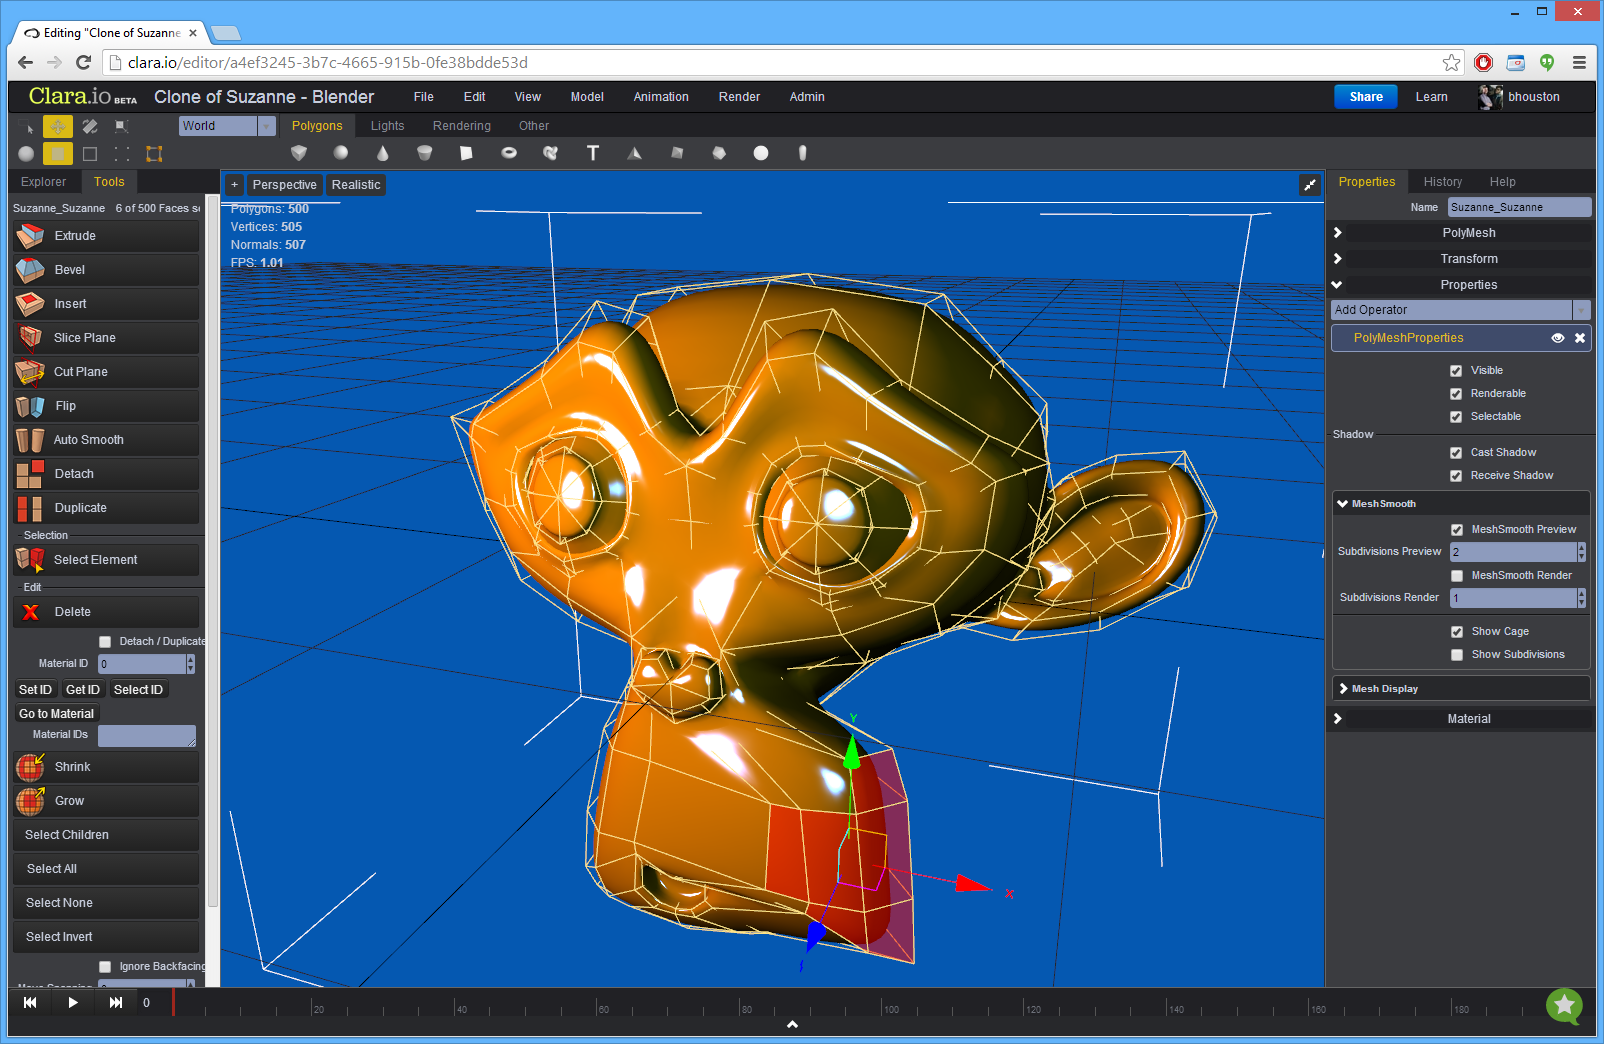 Editing "Clone of Suzanne
clara.io/editor/a4ef3245-3b7c-4665-915b-0fe38bdde53d
Clara.io BETA Clone of Suzanne - Blender File Edit View Model Animation Render Admin Share Learn bhouston
World Polygons Lights Rendering Other
T
Explorer Tools
+ Perspective Realistic
Properties History Help
Suzanne_Suzanne 6 of 500 Faces se
Polygons: 500
Vertices: 505
Normals: 507
FPS: 1.01
Extrude
Bevel
Insert
Slice Plane
Cut Plane
Flip
Auto Smooth
Detach
Duplicate
Selection
Select Element
Edit
Delete
Detach / Duplicate
Material ID 0
Set ID Get ID Select ID
Go to Material
Material IDs
Shrink
Grow
Select Children
Select All
Select None
Select Invert
Ignore Backfacing
Y
X
Name Suzanne_Suzanne
PolyMesh
Transform
Properties
Add Operator
PolyMeshProperties
Visible
Renderable
Selectable
Shadow
Cast Shadow
Receive Shadow
MeshSmooth
MeshSmooth Preview
Subdivisions Preview 2
MeshSmooth Render
Subdivisions Render 1
Show Cage
Show Subdivisions
Mesh Display
Material
0 20 40 60 80 100 120 140 160 180